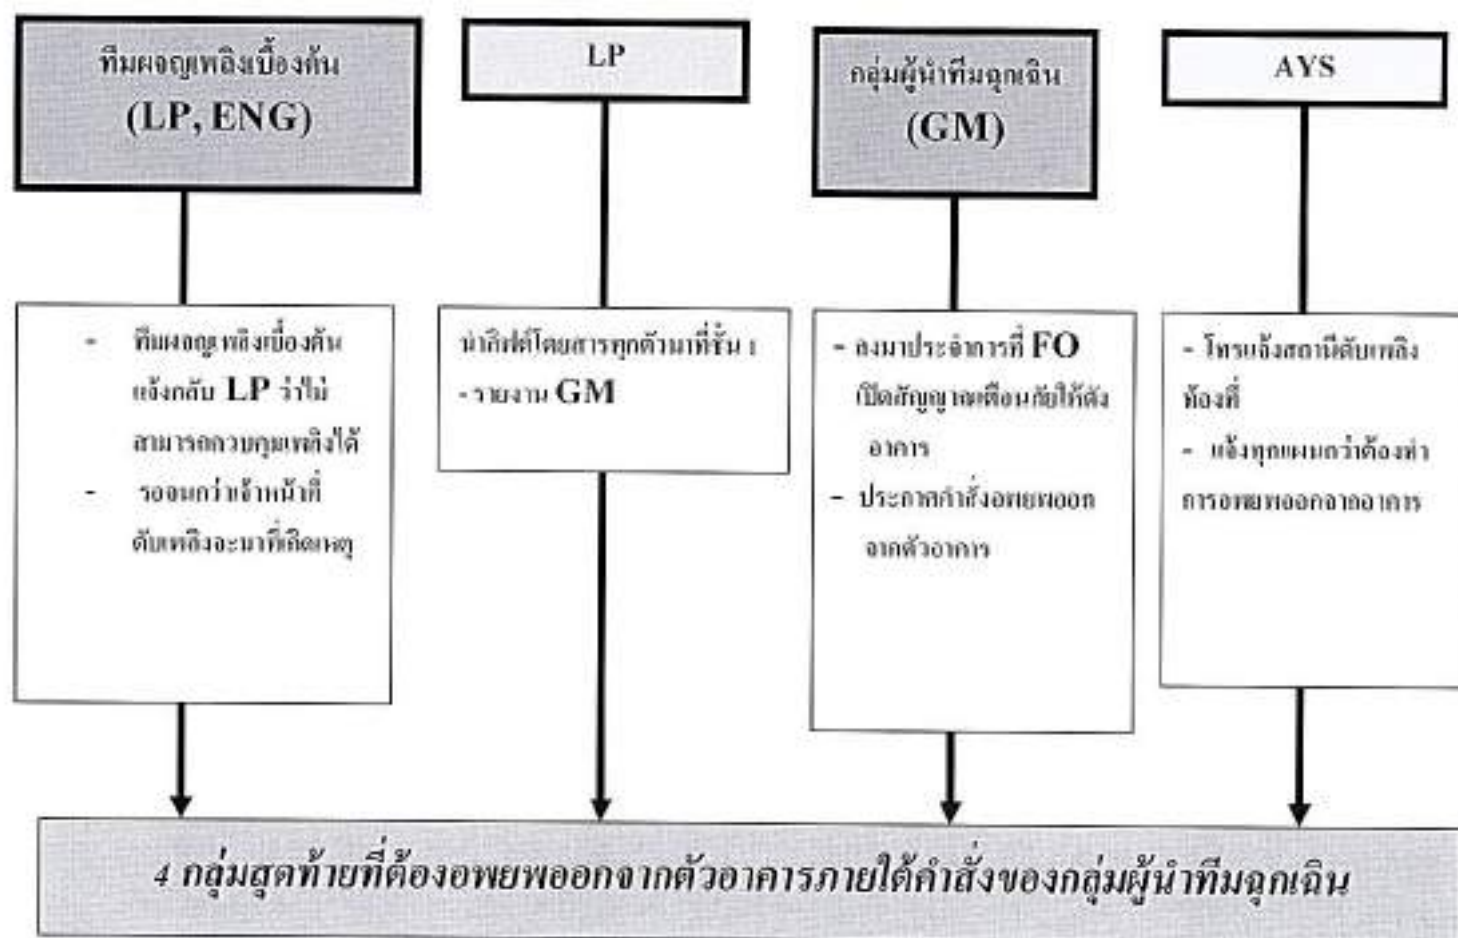 ทีมผจญเพลิงเบื้องต้น
(LP, ENG)
LP
กลุ่มผู้นำทีมฉุกเฉิน
(GM)
AYS
- ทีมผจญเพลิงเบื้องต้น
แจ้งกลับ LP ว่าไม่
สามารถควบคุมเพลิงได้
- รอจนกว่าเจ้าหน้าที่
ดับเพลิงจะมาที่เกิดเหตุ
นำลิฟต์โดยสารทุกตัวมาที่ชั้น 1
- รายงาน GM
- ลงมาประจำการที่ FO
เปิดสัญญาณเตือนภัยให้ดัง
อาคาร
- ประกาศคำสั่งอพยพออก
จากตัวอาคาร
- โทรแจ้งสถานีดับเพลิง
ท้องที่
- แจ้งทุกแผนกว่าต้องทำ
การอพยพออกจากอาคาร
4 กลุ่มสุดท้ายที่ต้องอพยพออกจากตัวอาคารภายใต้คำสั่งของกลุ่มผู้นำทีมฉุกเฉิน